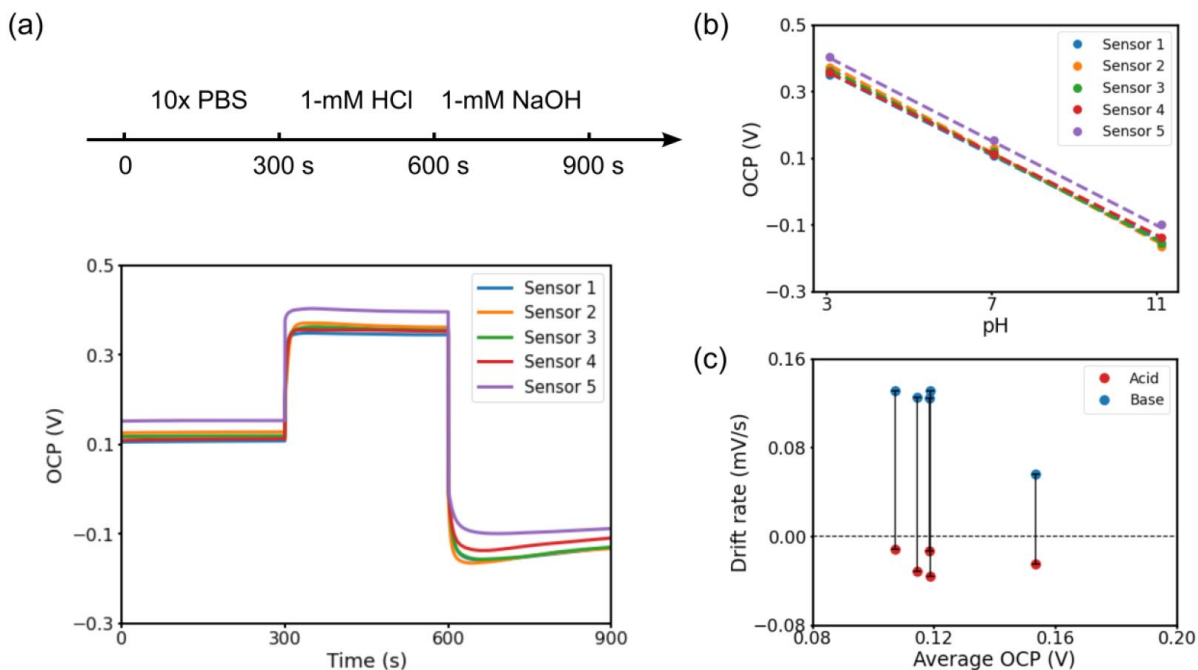 (a)
10x PBS 1-mM HCl 1-mM NaOH
0 300 s 600 s 900 s
0.5
0.3
0.1
−0.1
−0.3
OCP (V)
Sensor 1
Sensor 2
Sensor 3
Sensor 4
Sensor 5
0 300 600 900
Time (s)
(b)
0.5
0.3
0.1
−0.1
−0.3
OCP (V)
Sensor 1
Sensor 2
Sensor 3
Sensor 4
Sensor 5
3 7 11
pH
(c)
0.16
0.08
0.00
−0.08
Drift rate (mV/s)
Acid
Base
0.08 0.12 0.16 0.20
Average OCP (V)